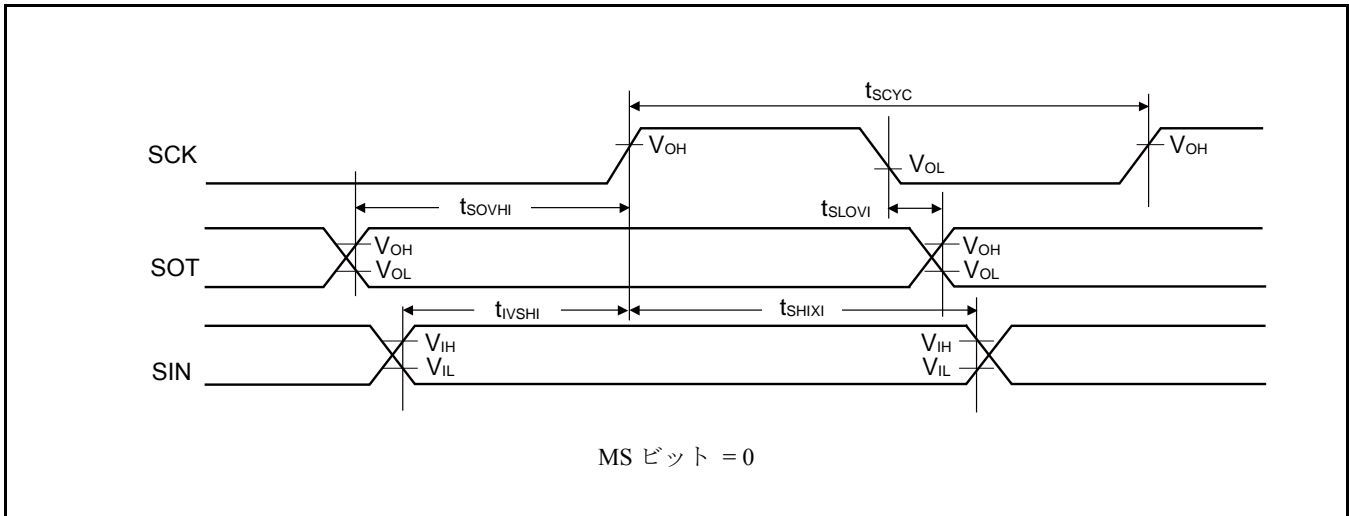 tSCYC
SCK
VOH
VOL
VOH
tSOVHI
tSLOVI
SOT
VOH
VOL
VOH
VOL
tIVSHI
tSHIXI
SIN
VIH
VIL
VIH
VIL
MS ビット = 0